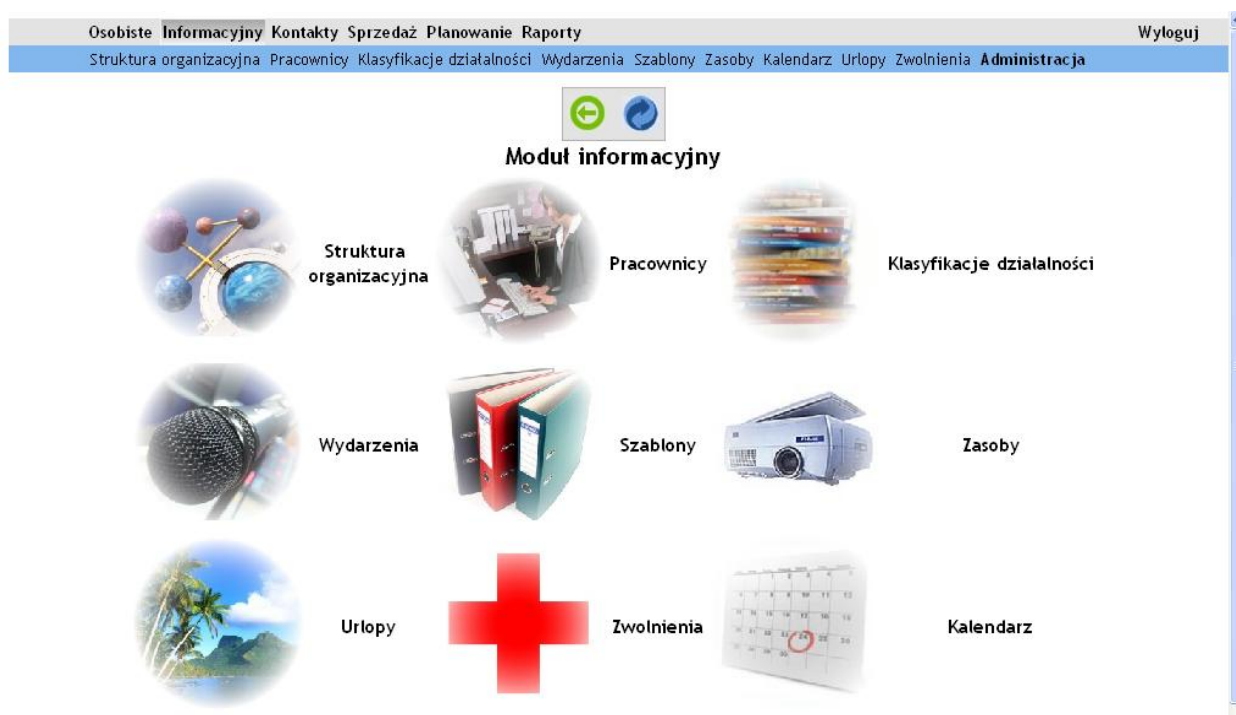 Osobiste Informacyjny Kontakty Sprzedaż Planowanie Raporty Wyloguj
Struktura organizacyjna Pracownicy Klasyfikacje działalności Wydarzenia Szablony Zasoby Kalendarz Urlopy Zwolnienia Administracja
Moduł informacyjny
Struktura
organizacyjna
Pracownicy
Klasyfikacje działalności
Wydarzenia
Szablony
Zasoby
Urlopy
Zwolnienia
Kalendarz